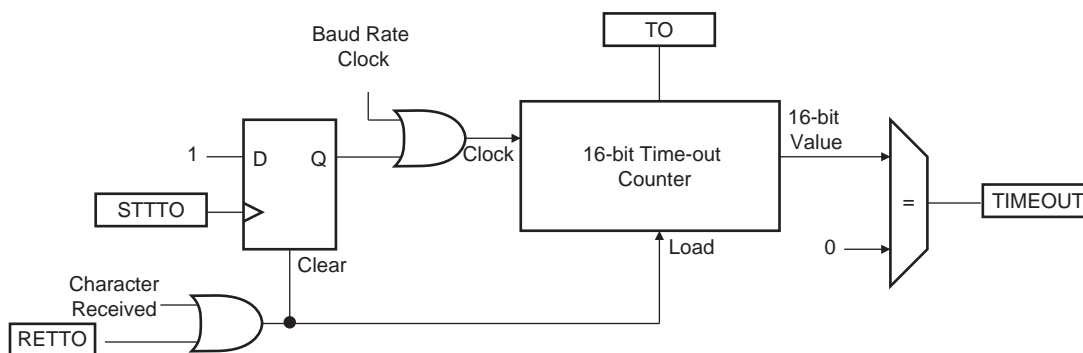 TO
Baud Rate
Clock
16-bit
Value
1
D
Q
Clock
16-bit Time-out
Counter
=
TIMEOUT
STTTO
0
Clear
Load
Character
Received
RETTO